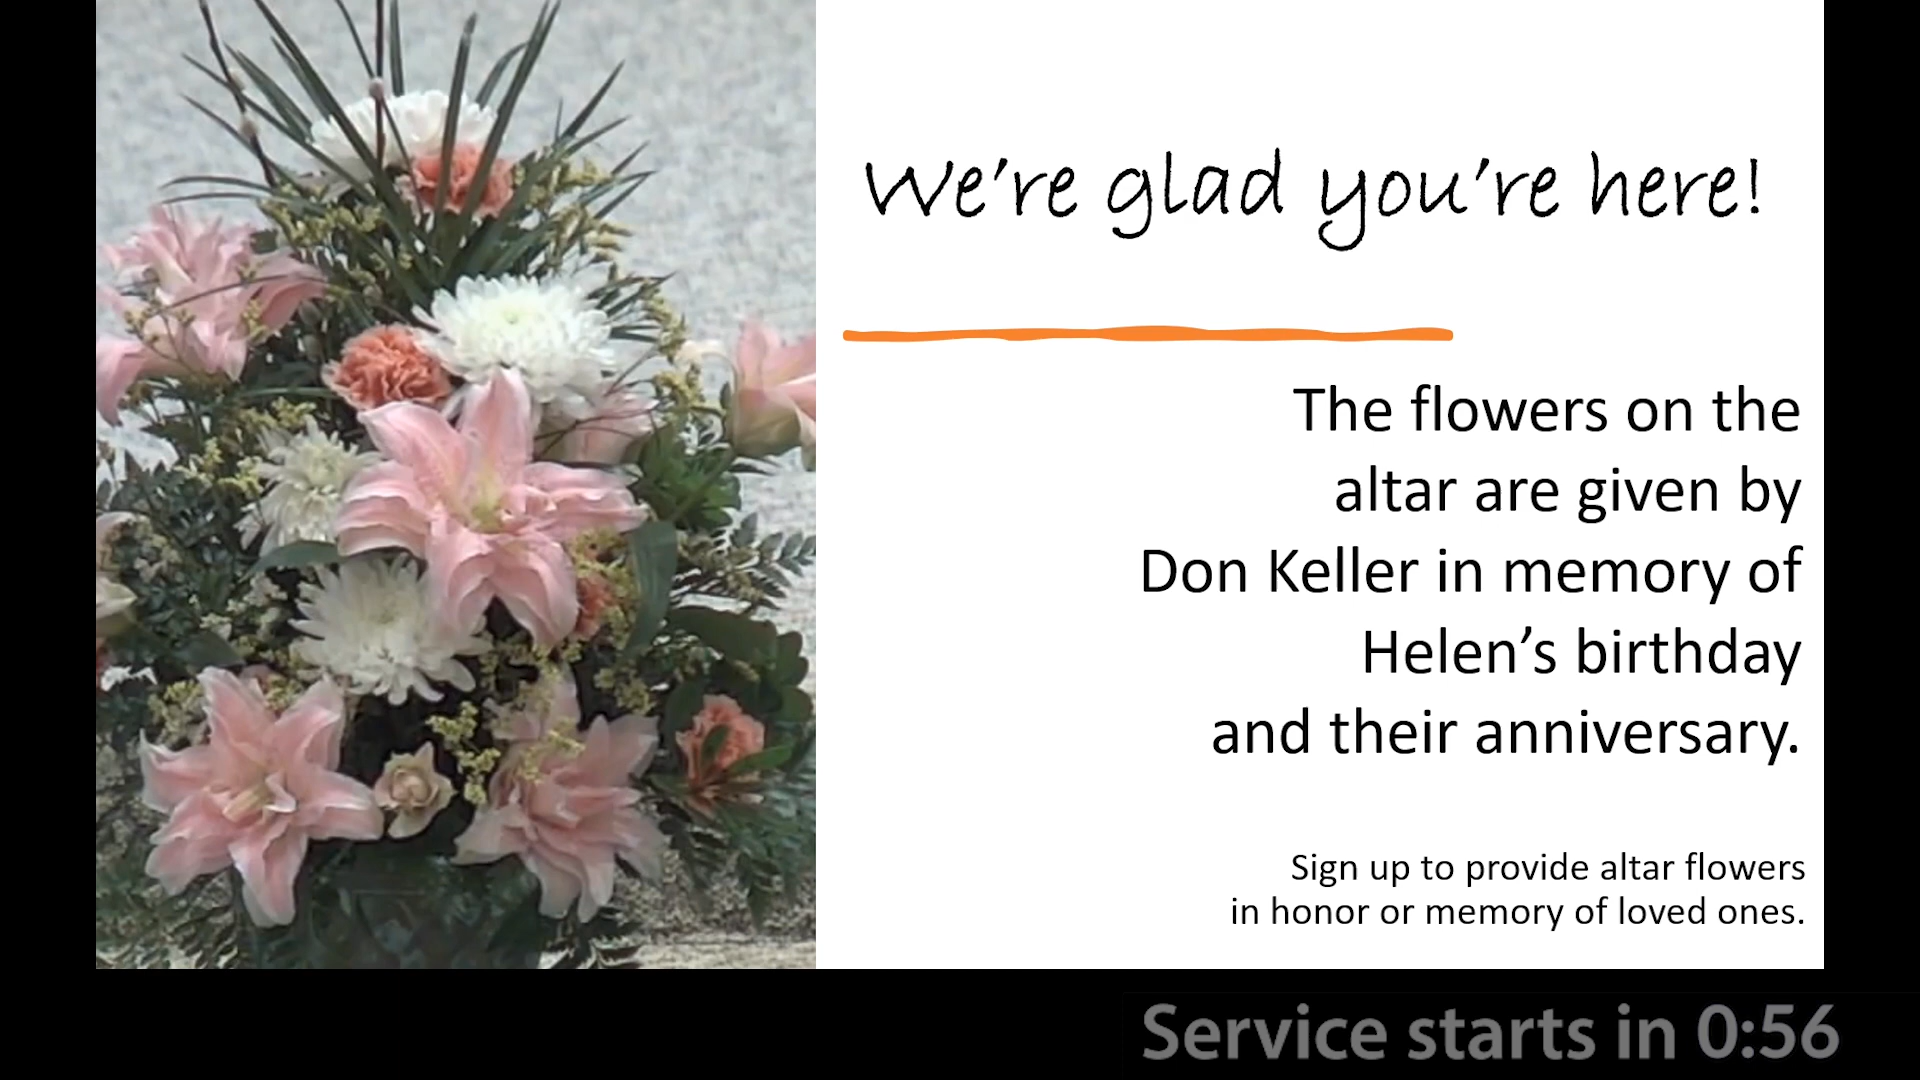 We're glad you're here!
The flowers on the
altar are given by
Don Keller in memory of
Helen’s birthday
and their anniversary.
Sign up to provide altar flowers
in honor or memory of loved ones.
Service starts in 0:56